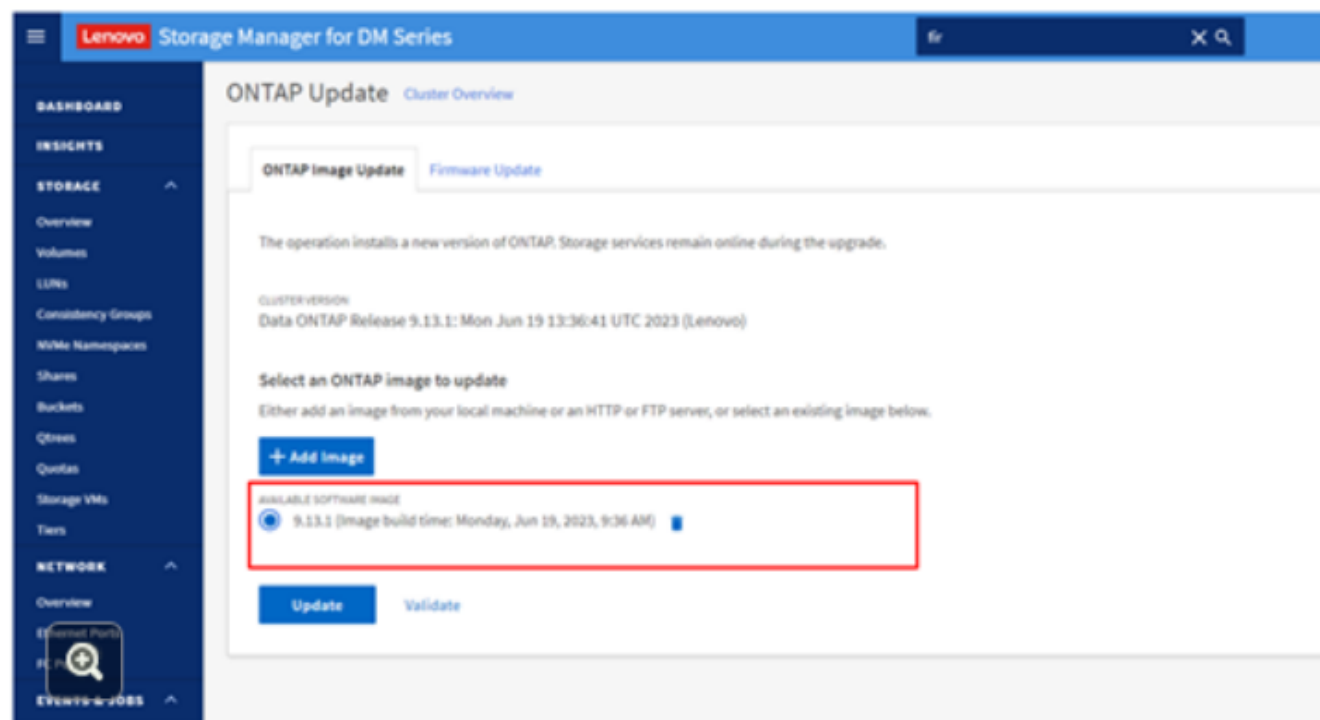 Lenovo Storage Manager for DM Series
fir
DASHBOARD
INSIGHTS
STORAGE
Overview
Volumes
LUNs
Consistency Groups
NVMe Namespaces
Shares
Buckets
Qtrees
Quotas
Storage VMs
Tiers
NETWORK
Overview
Ethernet Ports
FC
EVENTS & JOBS
ONTAP Update Cluster Overview
ONTAP Image Update Firmware Update
The operation installs a new version of ONTAP. Storage services remain online during the upgrade.
CLUSTER VERSION
Data ONTAP Release 9.13.1: Mon Jun 19 13:36:41 UTC 2023 (Lenovo)
Select an ONTAP image to update
Either add an image from your local machine or an HTTP or FTP server, or select an existing image below.
+ Add Image
AVAILABLE SOFTWARE IMAGE
9.13.1 (Image build time: Monday, Jun 19, 2023, 9:36 AM)
Update Validate